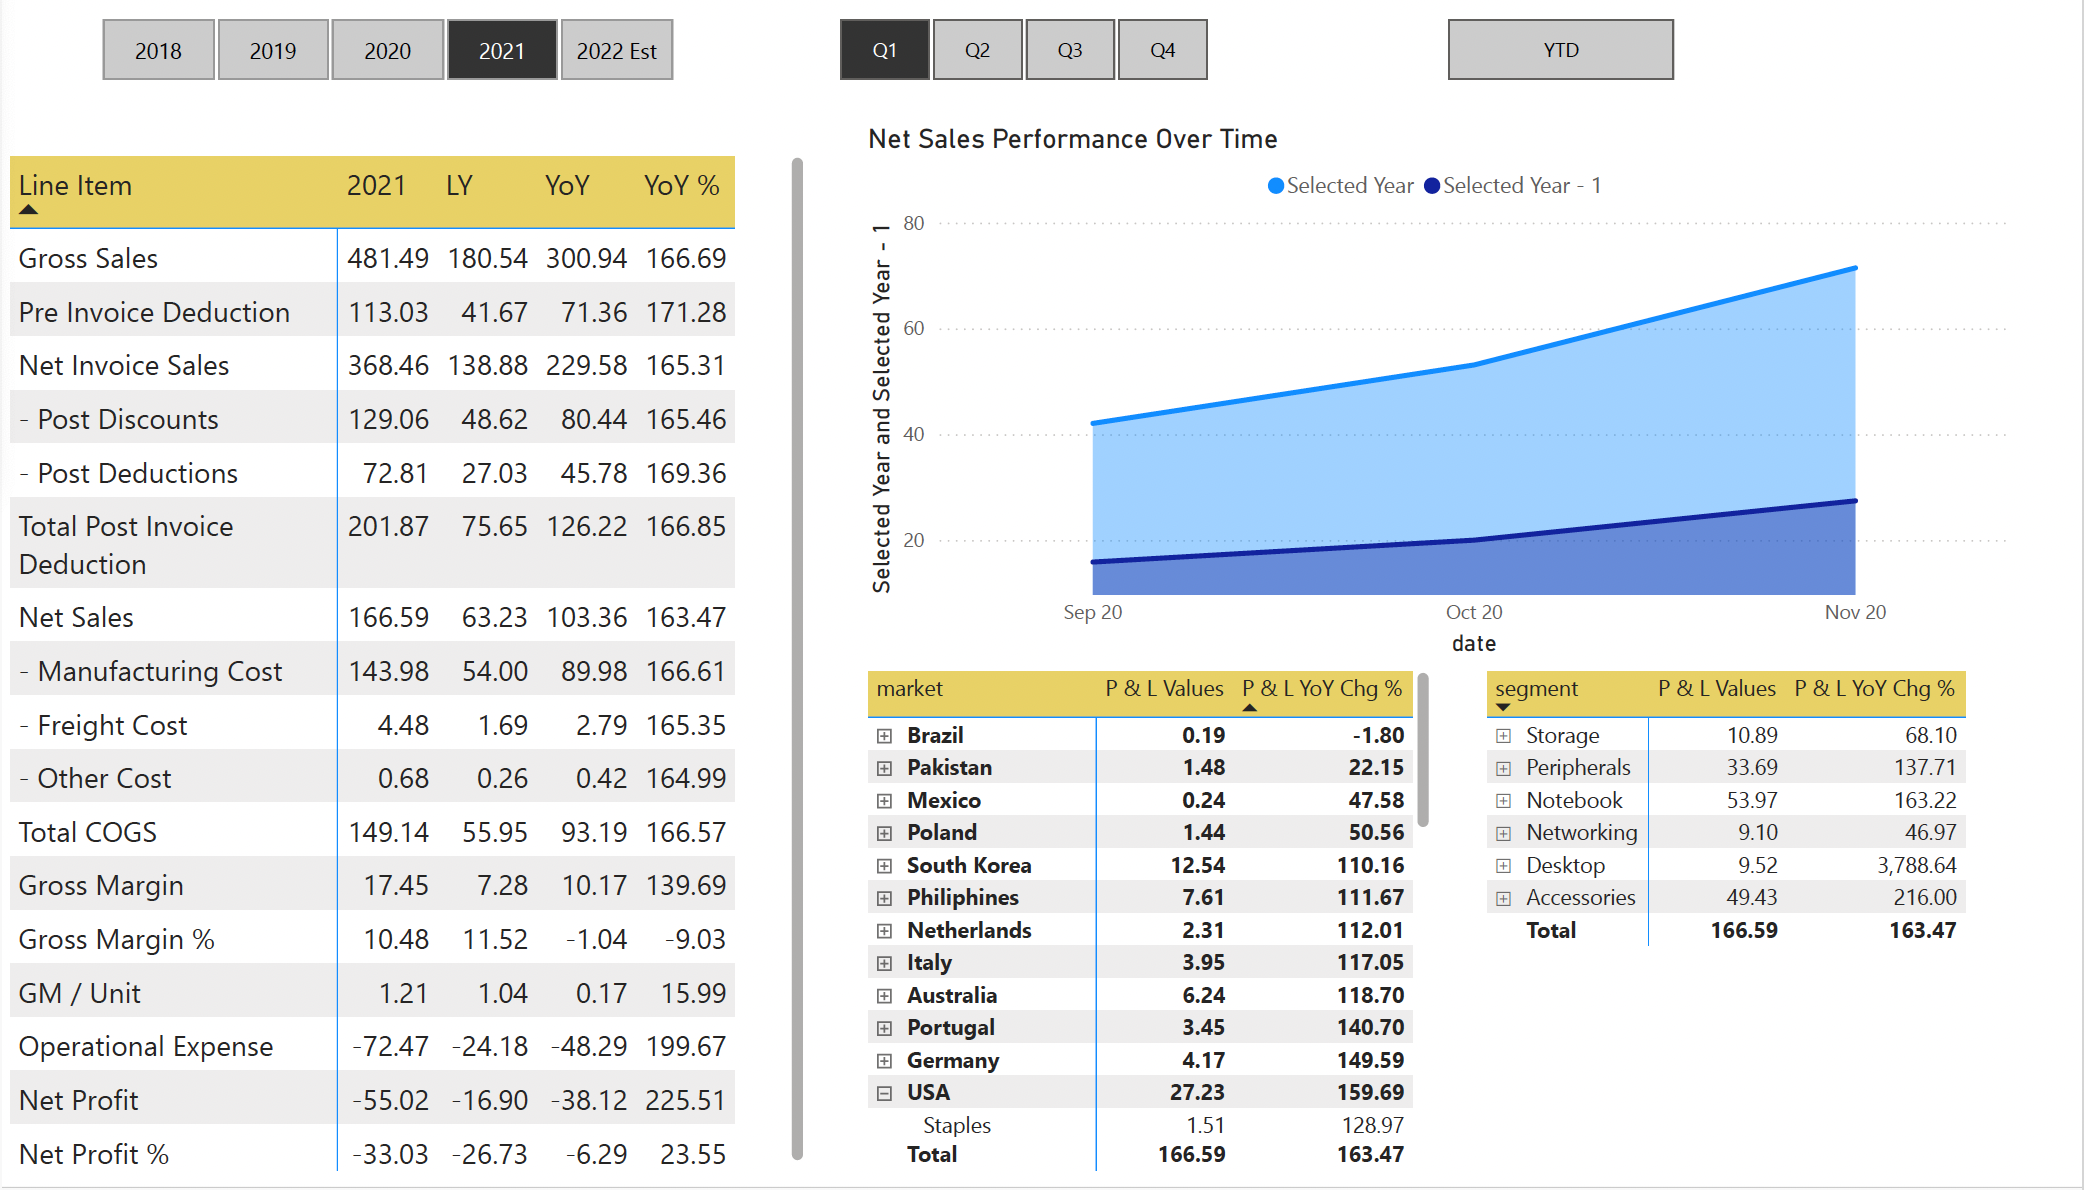 2018 2019 2020 2021 2022 Est Q1 Q2 Q3 Q4 YTD
Line Item 2021 LY YoY YoY %
Gross Sales 481.49 180.54 300.94 166.69
Pre Invoice Deduction 113.03 41.67 71.36 171.28
Net Invoice Sales 368.46 138.88 229.58 165.31
- Post Discounts 129.06 48.62 80.44 165.46
- Post Deductions 72.81 27.03 45.78 169.36
Total Post Invoice 201.87 75.65 126.22 166.85
Deduction
Net Sales 166.59 63.23 103.36 163.47
- Manufacturing Cost 143.98 54.00 89.98 166.61
- Freight Cost 4.48 1.69 2.79 165.35
- Other Cost 0.68 0.26 0.42 164.99
Total COGS 149.14 55.95 93.19 166.57
Gross Margin 17.45 7.28 10.17 139.69
Gross Margin % 10.48 11.52 -1.04 -9.03
GM / Unit 1.21 1.04 0.17 15.99
Operational Expense -72.47 -24.18 -48.29 199.67
Net Profit -55.02 -16.90 -38.12 225.51
Net Profit % -33.03 -26.73 -6.29 23.55
Net Sales Performance Over Time
Selected Year Selected Year - 1
Selected Year and Selected Year - 1
80
60
40
20
Sep 20 Oct 20 Nov 20
date
market P & L Values P & L YoY Chg %
Brazil 0.19 -1.80
Pakistan 1.48 22.15
Mexico 0.24 47.58
Poland 1.44 50.56
South Korea 12.54 110.16
Philiphines 7.61 111.67
Netherlands 2.31 112.01
Italy 3.95 117.05
Australia 6.24 118.70
Portugal 3.45 140.70
Germany 4.17 149.59
USA 27.23 159.69
Staples 1.51 128.97
Total 166.59 163.47
segment P & L Values P & L YoY Chg %
Storage 10.89 68.10
Peripherals 33.69 137.71
Notebook 53.97 163.22
Networking 9.10 46.97
Desktop 9.52 3,788.64
Accessories 49.43 216.00
Total 166.59 163.47